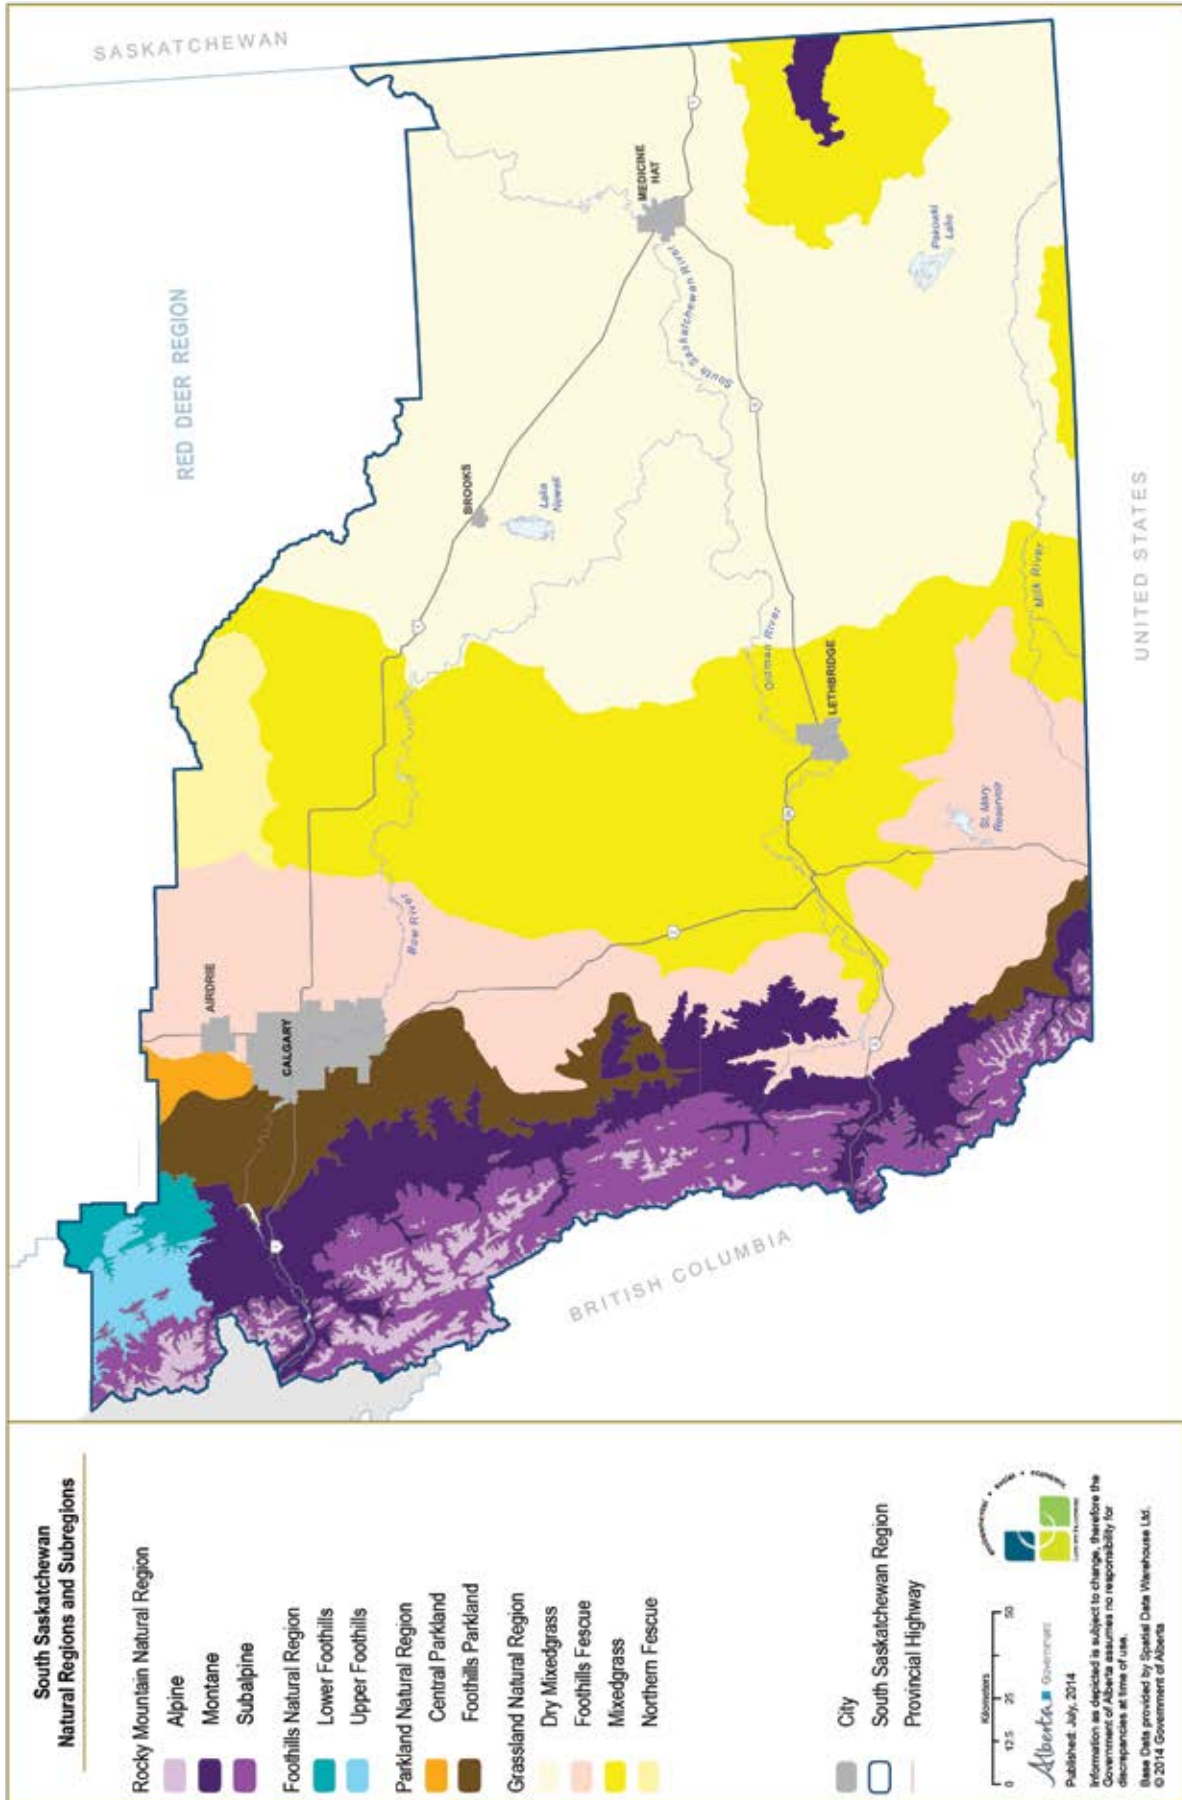 South Saskatchewan
Natural Regions and Subregions
Rocky Mountain Natural Region
Alpine
Montane
Subalpine
Foothills Natural Region
Lower Foothills
Upper Foothills
Parkland Natural Region
Central Parkland
Foothills Parkland
Grassland Natural Region
Dry Mixedgrass
Foothills Fescue
Mixedgrass
Northern Fescue
City
South Saskatchewan Region
Provincial Highway
Kilometers
0 12.5 25 50
Alberta Government
Published: July, 2014
Information as depicted is subject to change, therefore the
Government of Alberta assumes no responsibility for
discrepancies at time of use.
Base Data provided by Spatial Data Warehouse Ltd.
© 2014 Government of Alberta
SASKATCHEWAN
RED DEER REGION
BRITISH COLUMBIA
UNITED STATES
AIRDRIE
CALGARY
BROOKS
MEDICINE
HAT
LETHBRIDGE
Bow River
Lake
Newell
South Saskatchewan River
Oldman River
Milk River
St. Mary
Reservoir
Pakowki
Lake